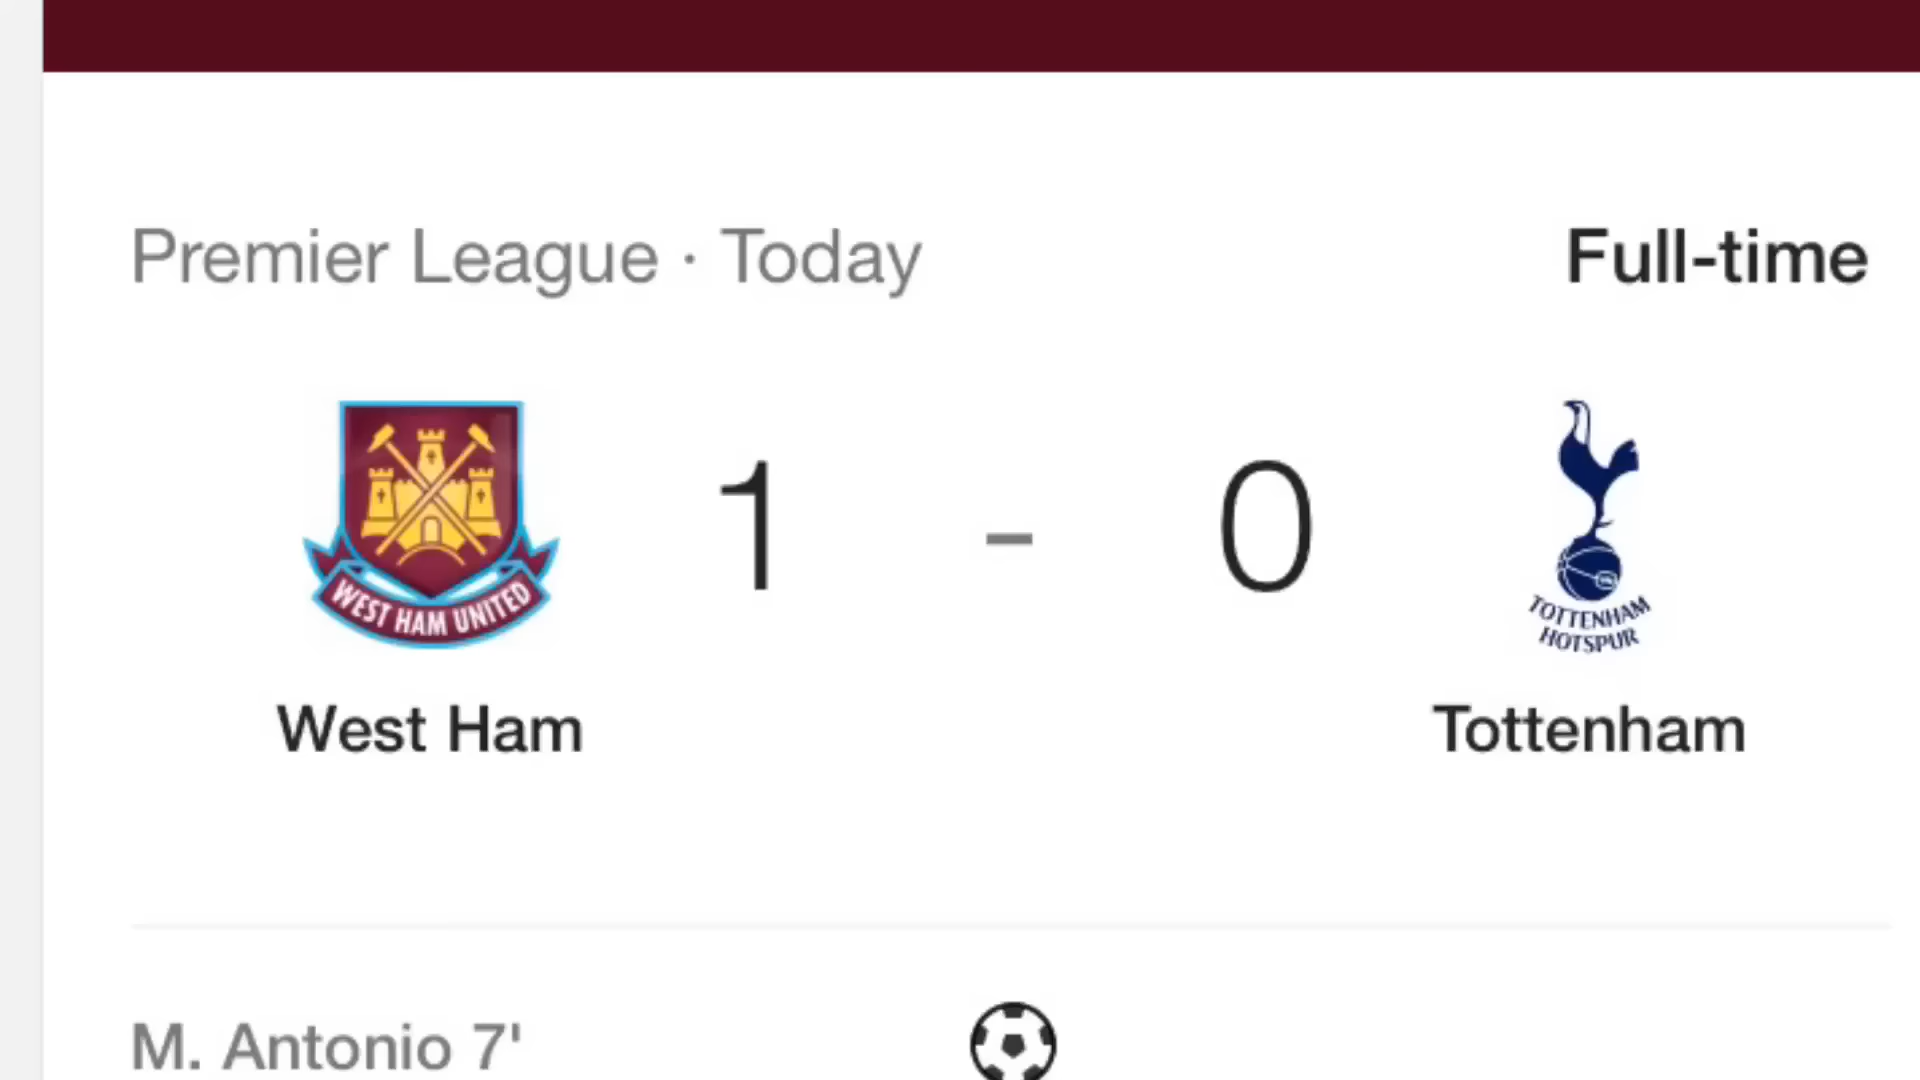 Premier League · Today
Full-time
WEST HAM UNITED
1 - 0
TOTTENHAM
HOTSPUR
West Ham
Tottenham
M. Antonio 7'